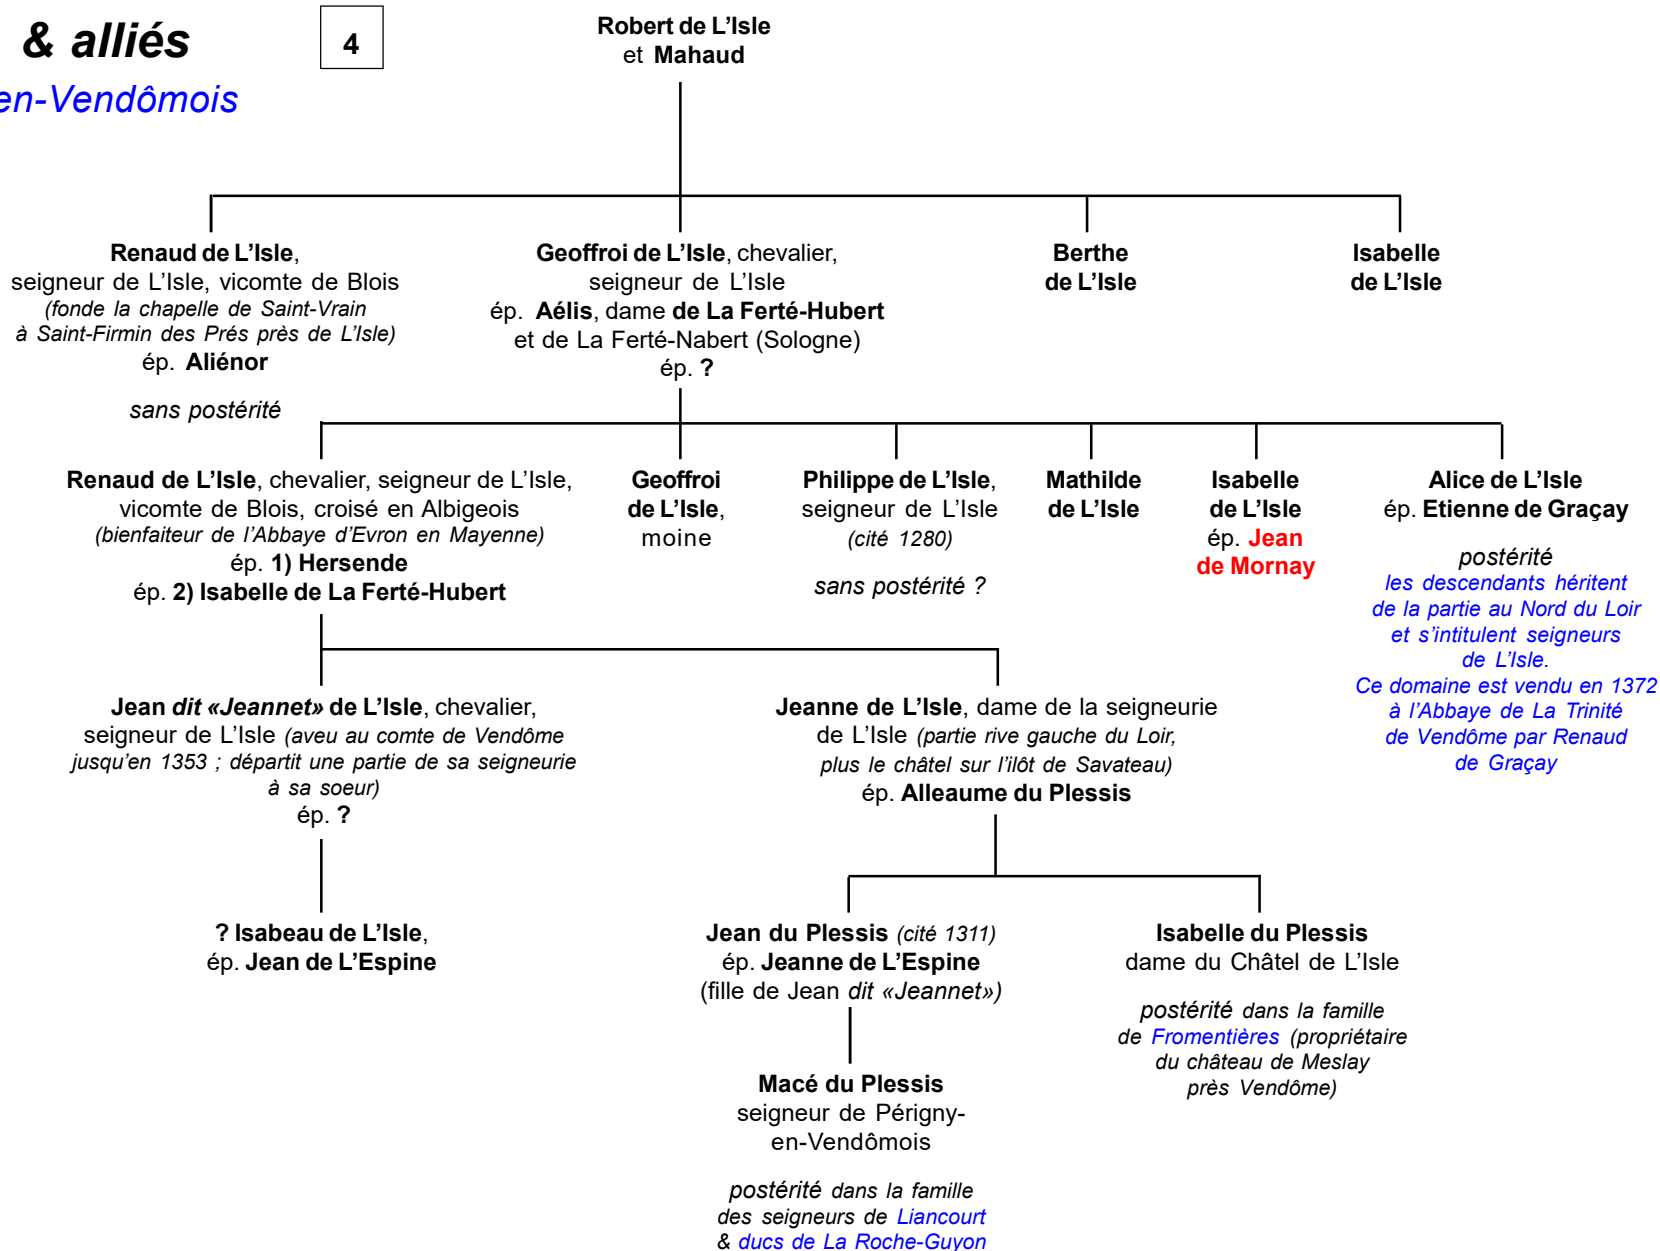 & alliés
en-Vendômois
4
Robert de L'Isle
et Mahaud
Renaud de L'Isle,
seigneur de L'Isle, vicomte de Blois
(fonde la chapelle de Saint-Vrain
à Saint-Firmin des Prés près de L'Isle)
ép. Aliénor
sans postérité
Geoffroi de L'Isle, chevalier,
seigneur de L'Isle
ép. Aélis, dame de La Ferté-Hubert
et de La Ferté-Nabert (Sologne)
ép. ?
Berthe
de L'Isle
Isabelle
de L'Isle
Renaud de L'Isle, chevalier, seigneur de L'Isle,
vicomte de Blois, croisé en Albigeois
(bienfaiteur de l'Abbaye d'Evron en Mayenne)
ép. 1) Hersende
ép. 2) Isabelle de La Ferté-Hubert
Geoffroi
de L'Isle,
moine
Philippe de L'Isle,
seigneur de L'Isle
(cité 1280)
sans postérité ?
Mathilde
de L'Isle
Isabelle
de L'Isle
ép. Jean
de Mornay
Alice de L'Isle
ép. Etienne de Graçay
postérité
les descendants héritent
de la partie au Nord du Loir
et s'intitulent seigneurs
de L'Isle.
Ce domaine est vendu en 1372
à l'Abbaye de La Trinité
de Vendôme par Renaud
de Graçay
Jean dit «Jeannet» de L'Isle, chevalier,
seigneur de L'Isle (aveu au comte de Vendôme
jusqu'en 1353 ; départit une partie de sa seigneurie
à sa soeur)
ép. ?
Jeanne de L'Isle, dame de la seigneurie
de L'Isle (partie rive gauche du Loir,
plus le châtel sur l'ilôt de Savateau)
ép. Alleaume du Plessis
? Isabeau de L'Isle,
ép. Jean de L'Espine
Jean du Plessis (cité 1311)
ép. Jeanne de L'Espine
(fille de Jean dit «Jeannet»)
Isabelle du Plessis
dame du Châtel de L'Isle
postérité dans la famille
de Fromentières (propriétaire
du château de Meslay
près Vendôme)
Macé du Plessis
seigneur de Périgny-
en-Vendômois
postérité dans la famille
des seigneurs de Liancourt
& ducs de La Roche-Guyon